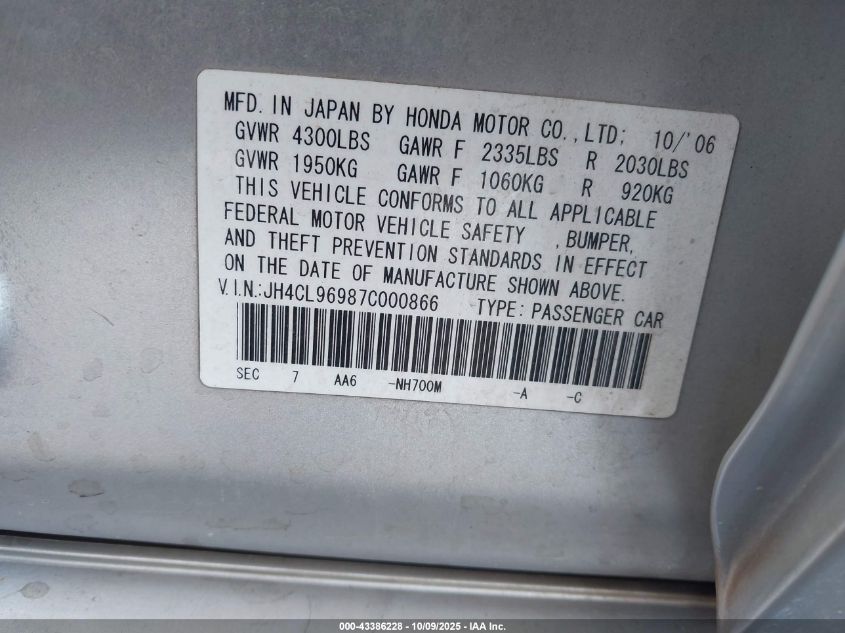 MFD. IN JAPAN BY HONDA MOTOR CO., LTD; 10/'06
GVWR 4300LBS GAWR F 2335LBS R 2030LBS
GVWR 1950KG GAWR F 1060KG R 920KG
THIS VEHICLE CONFORMS TO ALL APPLICABLE
FEDERAL MOTOR VEHICLE SAFETY , BUMPER,
AND THEFT PREVENTION STANDARDS IN EFFECT
ON THE DATE OF MANUFACTURE SHOWN ABOVE.
V.I.N.:JH4CL96987C000866 TYPE: PASSENGER CAR
SEC 7 AA6 -NH700M -A -C
000-43386228 - 10/09/2025 - IAA Inc.